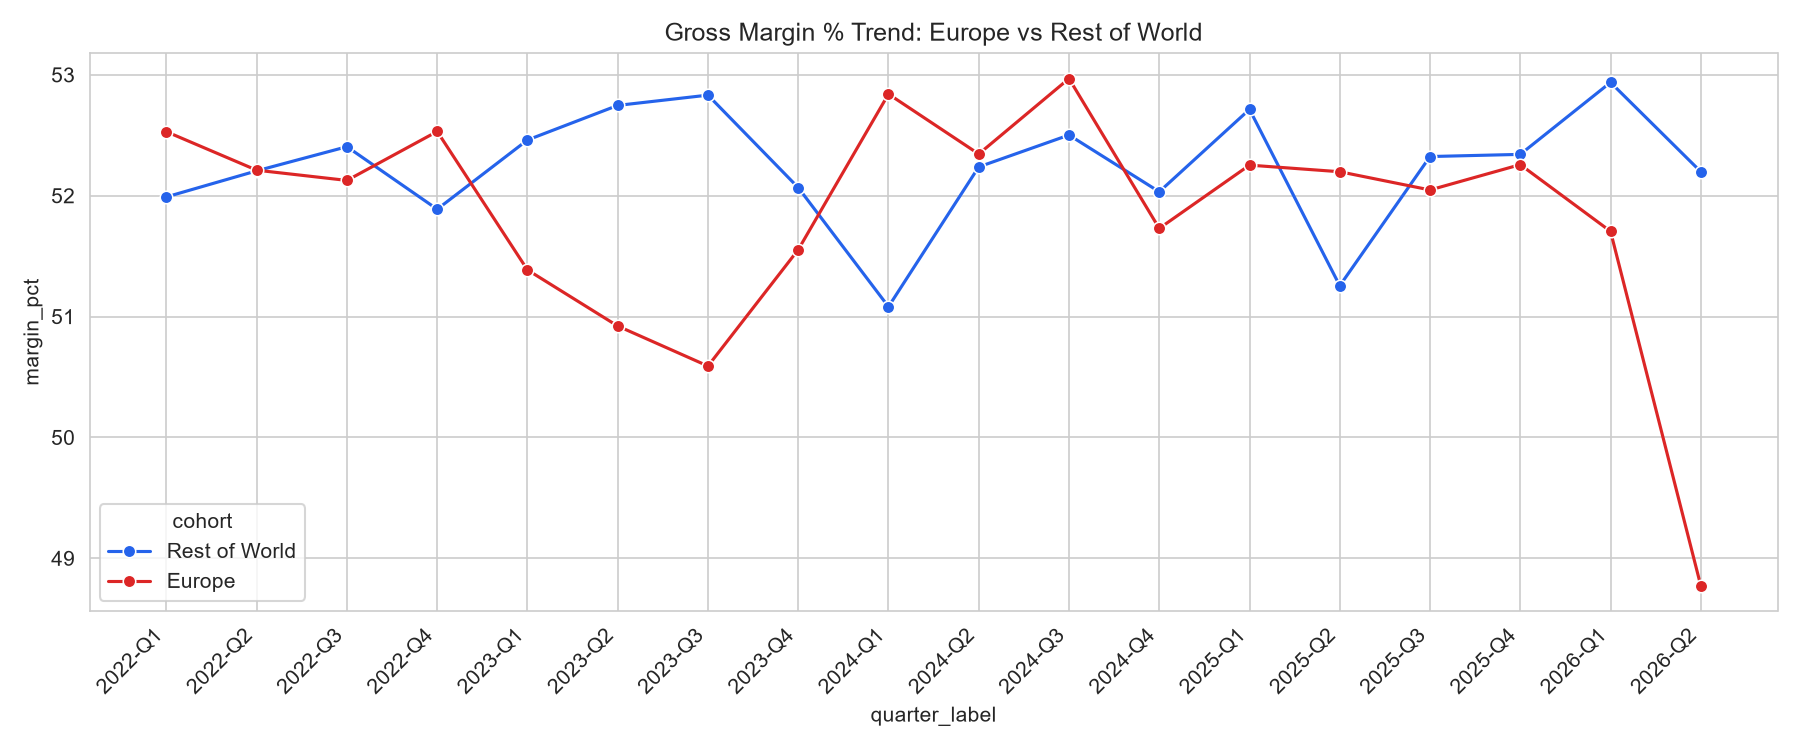 Gross Margin % Trend: Europe vs Rest of World
margin_pct
53
52
51
50
49
cohort
Rest of World
Europe
2022-Q1
2022-Q2
2022-Q3
2022-Q4
2023-Q1
2023-Q2
2023-Q3
2023-Q4
2024-Q1
2024-Q2
2024-Q3
2024-Q4
2025-Q1
2025-Q2
2025-Q3
2025-Q4
2026-Q1
2026-Q2
quarter_label